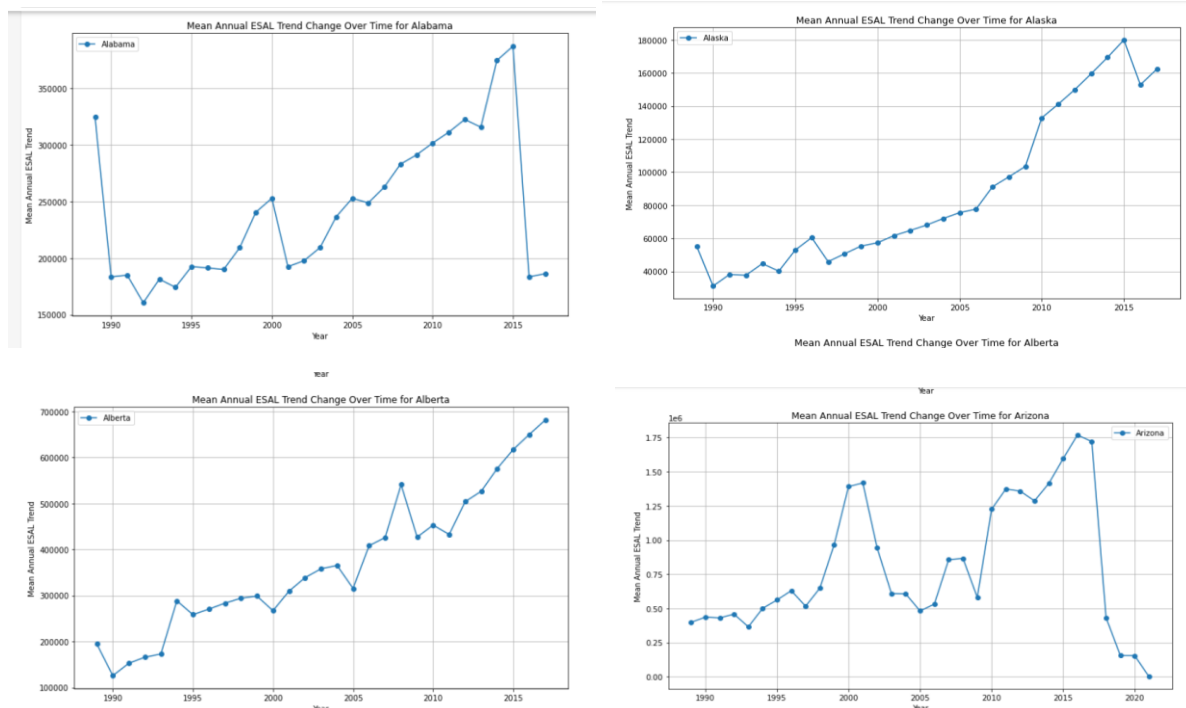 Mean Annual ESAL Trend Change Over Time for Alabama
Alabama
350000
300000
250000
200000
150000
Mean Annual ESAL Trend
1990 1995 2000 2005 2010 2015
Year
Mean Annual ESAL Trend Change Over Time for Alaska
Alaska
180000
160000
140000
120000
100000
80000
60000
40000
Mean Annual ESAL Trend
1990 1995 2000 2005 2010 2015
Year
Mean Annual ESAL Trend Change Over Time for Alberta
Year
Mean Annual ESAL Trend Change Over Time for Alberta
Alberta
700000
600000
500000
400000
300000
200000
100000
Mean Annual ESAL Trend
1990 1995 2000 2005 2010 2015
Year
Year
Mean Annual ESAL Trend Change Over Time for Arizona
1e6
Arizona
1.75
1.50
1.25
1.00
0.75
0.50
0.25
0.00
Mean Annual ESAL Trend
1990 1995 2000 2005 2010 2015 2020
Year